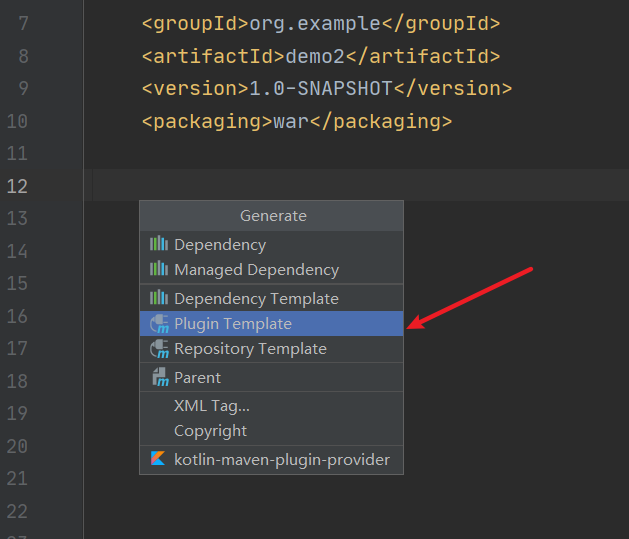 7 <groupId>org.example</groupId>
8 <artifactId>demo2</artifactId>
9 <version>1.0-SNAPSHOT</version>
10 <packaging>war</packaging>
11
12
13
14
15
16
17
18
19
20
21
22
Generate
Dependency
Managed Dependency
Dependency Template
Plugin Template
Repository Template
Parent
XML Tag...
Copyright
kotlin-maven-plugin-provider